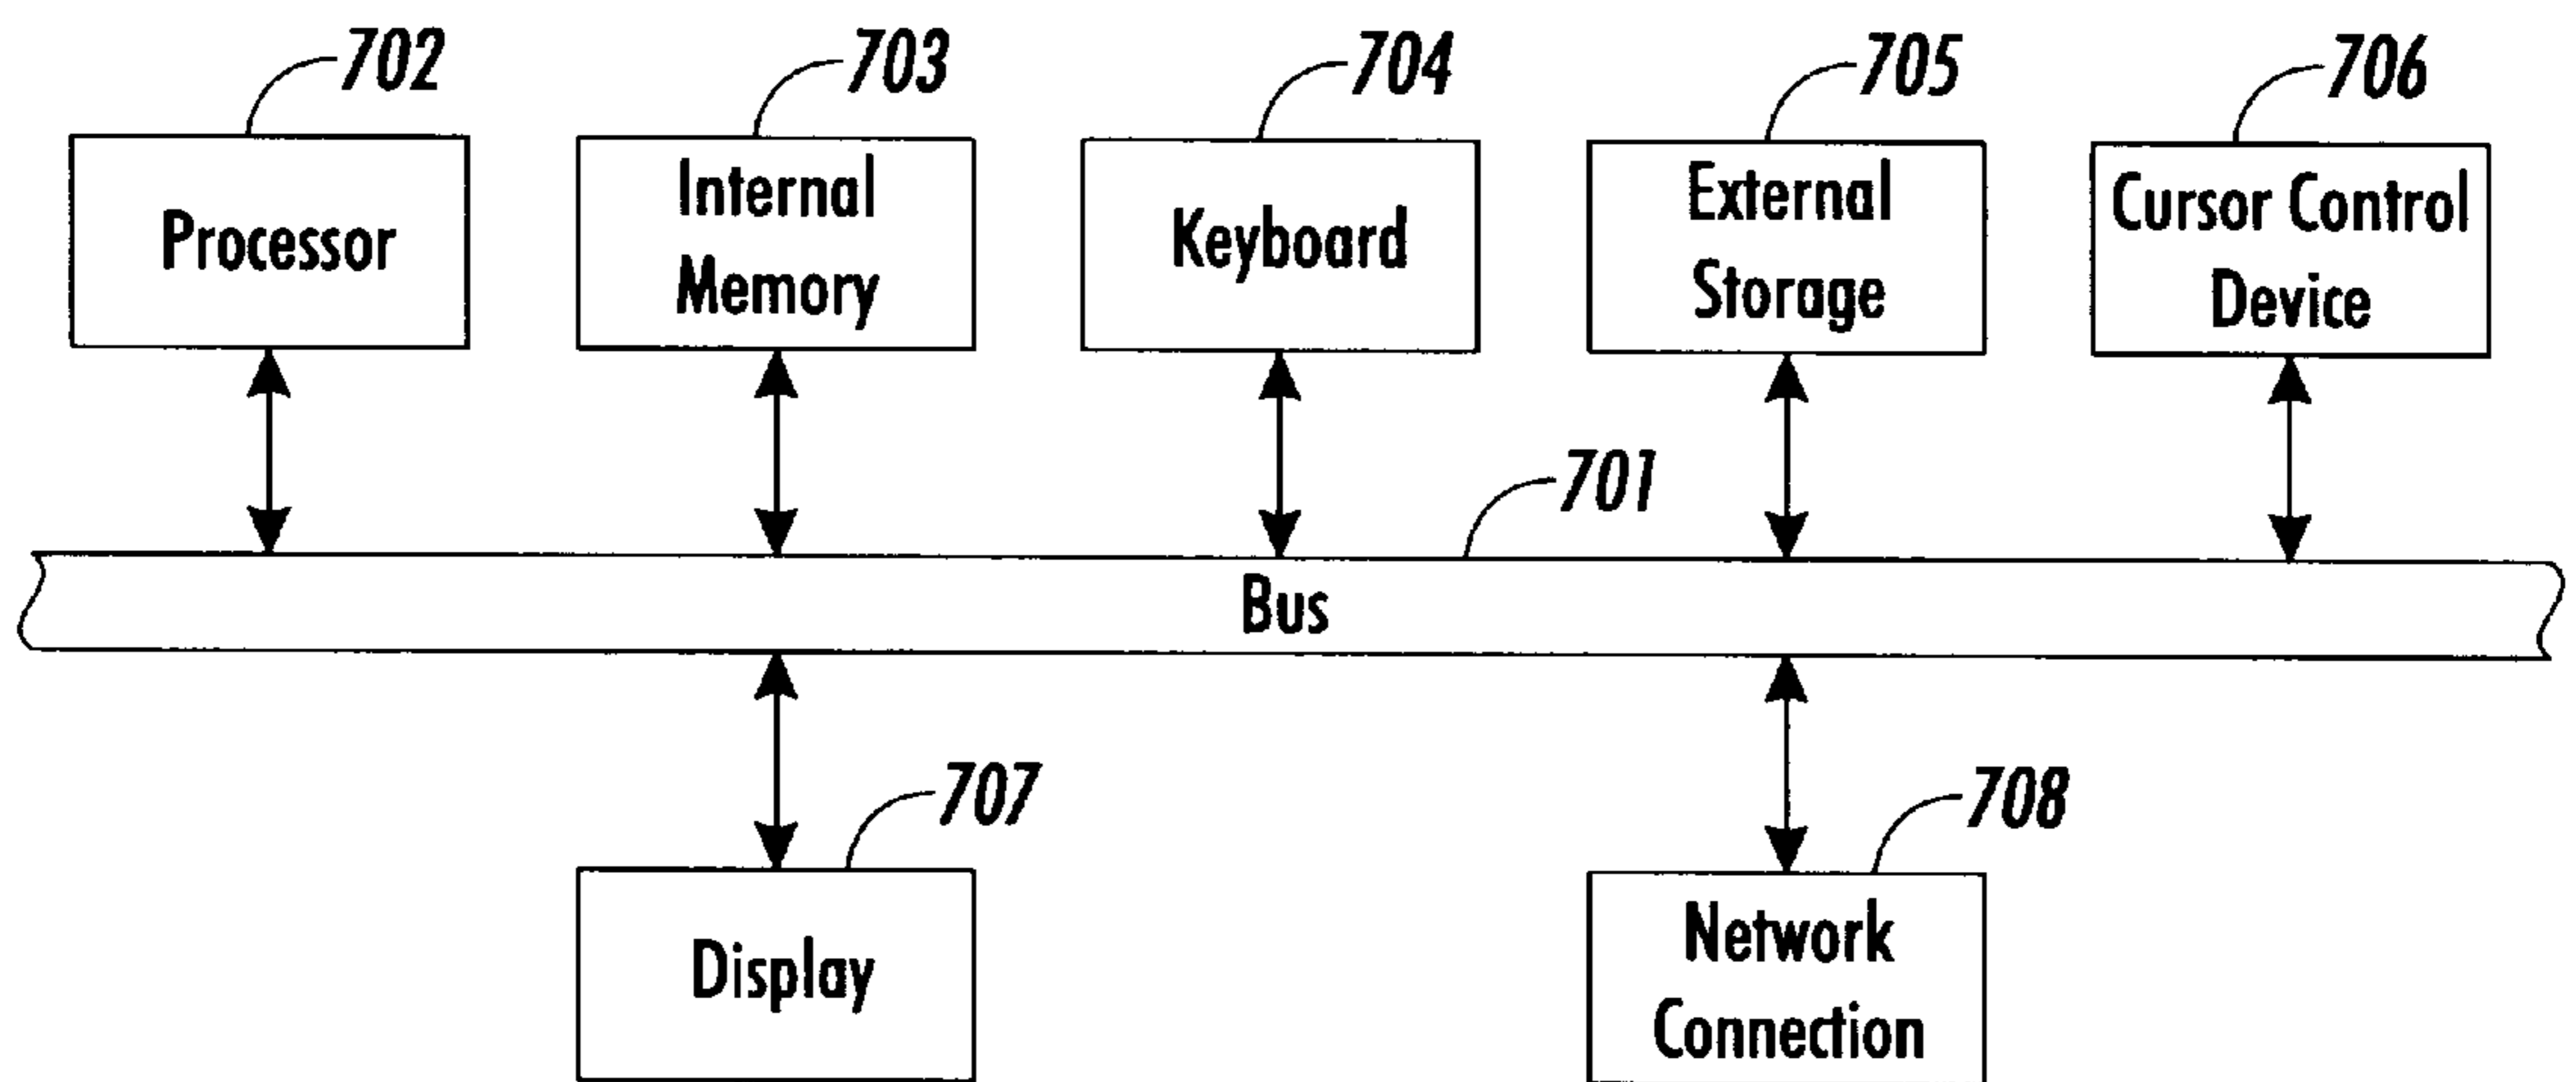 702
703
704
705
706
Processor
Internal
Memory
Keyboard
External
Storage
Cursor Control
Device
701
Bus
707
708
Display
Network
Connection